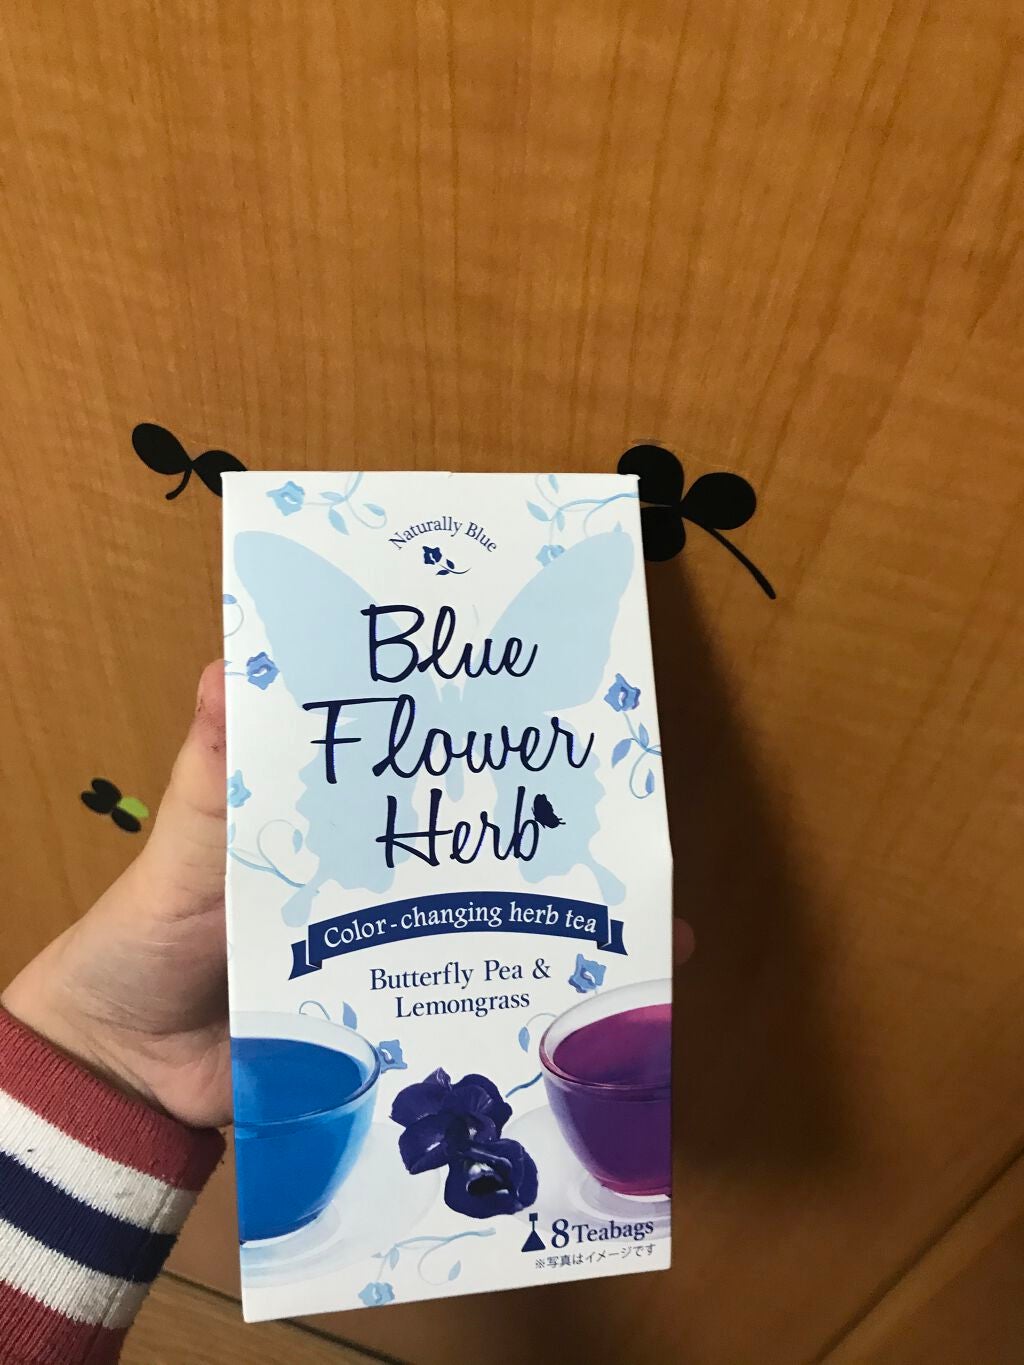 Naturally Blue
Blue
Flower
Herb
Color-changing herb tea
Butterfly Pea &
Lemongrass
8 Teabags
※写真はイメージです